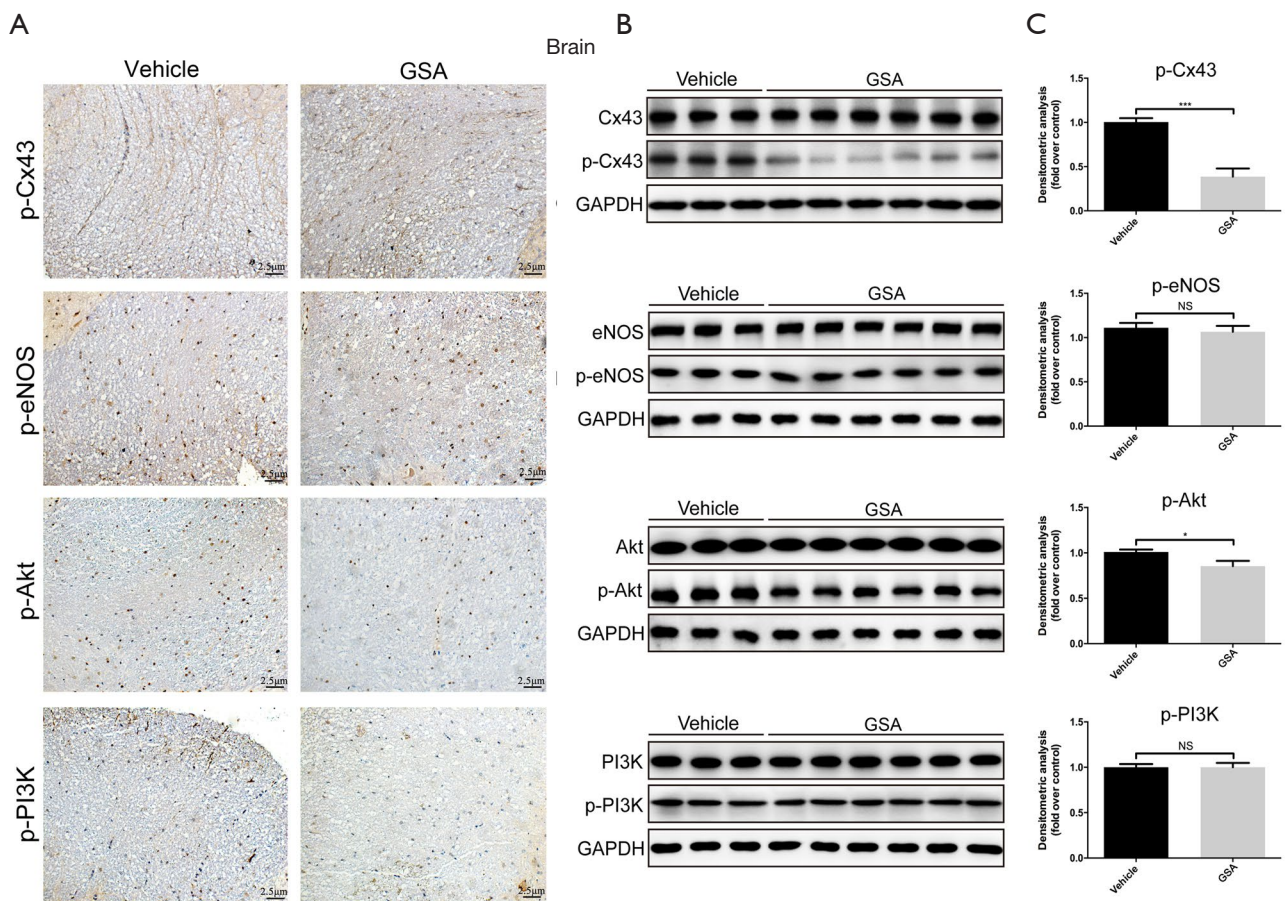 A
Brain
B
C
Vehicle
GSA
p-Cx43
2.5μm
2.5μm
p-eNOS
2.5μm
2.5μm
p-Akt
2.5μm
2.5μm
p-PI3K
2.5μm
2.5μm
Vehicle GSA
Cx43
p-Cx43
GAPDH
Vehicle GSA
eNOS
p-eNOS
GAPDH
Vehicle GSA
Akt
p-Akt
GAPDH
Vehicle GSA
PI3K
p-PI3K
GAPDH
p-Cx43
Densitometric analysis
(fold over control)
1.5
1.0
0.5
0.0
***
Vehicle
GSA
p-eNOS
Densitometric analysis
(fold over control)
1.5
1.0
0.5
0.0
NS
Vehicle
GSA
p-Akt
Densitometric analysis
(fold over control)
1.5
1.0
0.5
0.0
*
Vehicle
GSA
p-PI3K
Densitometric analysis
(fold over control)
1.5
1.0
0.5
0.0
NS
Vehicle
GSA